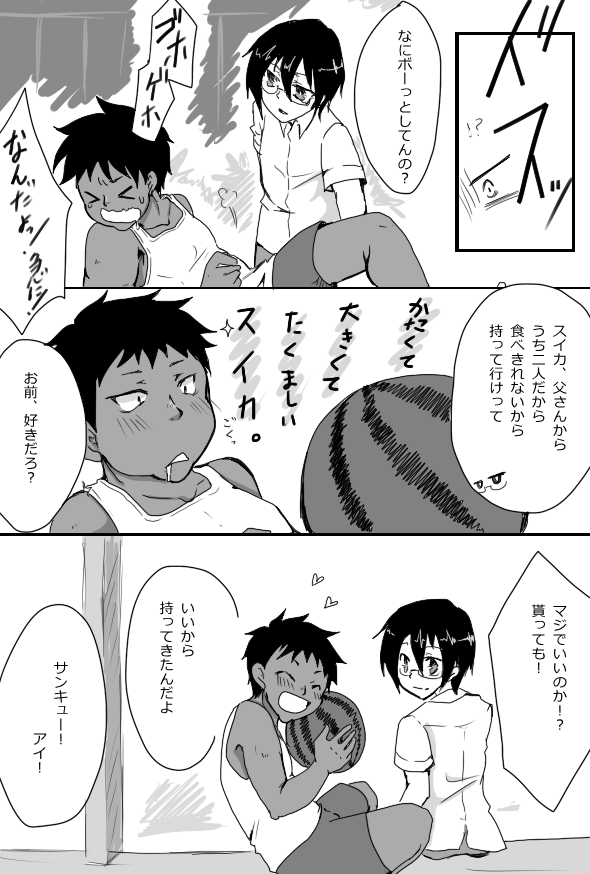 ズズズッ
!?
なにボーっとしてんの？
ゴホ
ゲホ
なんだよっ！
急に！
スイカ、父さんから
うち二人だから
食べきれないから
持って行けって
かたくて
大きくて
たくましい
スイカ。
ごくっ
お前、好きだろ？
マジでいいのか！？
貰っても！
いいから
持ってきたんだよ
サンキュー！
アイ！